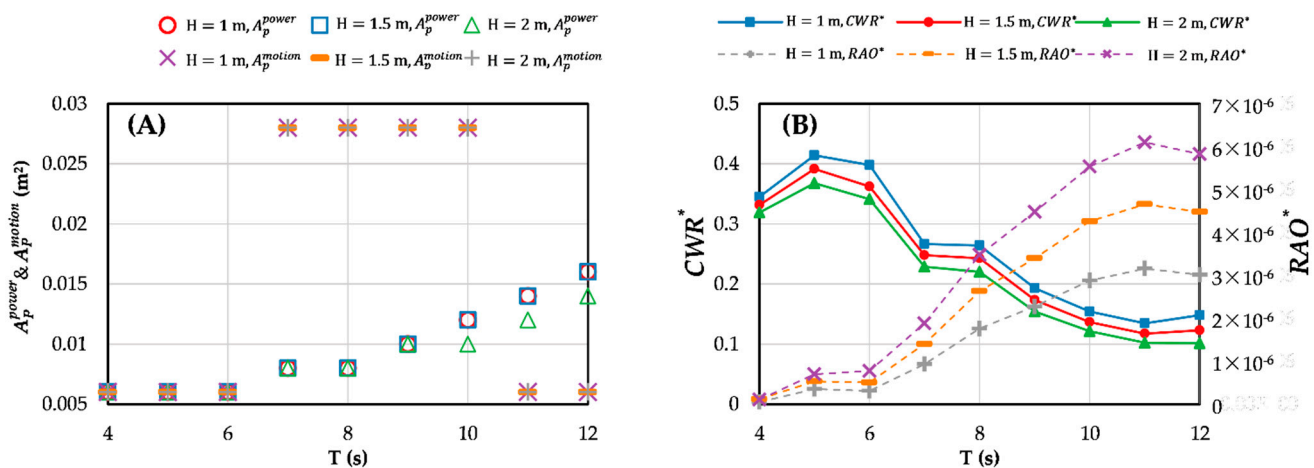 H = 1 m, A_p^power H = 1.5 m, A_p^power H = 2 m, A_p^power
H = 1 m, A_p^motion H = 1.5 m, A_p^motion H = 2 m, A_p^motion
(A)
A_p^power & A_p^motion (m²)
0.03
0.025
0.02
0.015
0.01
0.005
4 6 8 10 12
T (s)
H = 1 m, CWR* H = 1.5 m, CWR* H = 2 m, CWR*
H = 1 m, RAO* H = 1.5 m, RAO* H = 2 m, RAO*
(B)
CWR*
0.5
0.4
0.3
0.2
0.1
0
7×10⁻⁶
6×10⁻⁶
5×10⁻⁶
4×10⁻⁶
3×10⁻⁶
2×10⁻⁶
1×10⁻⁶
0
RAO*
4 6 8 10 12
T (s)